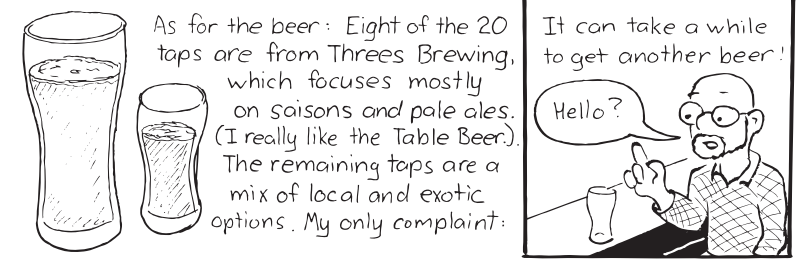 As for the beer: Eight of the 20
taps are from Threes Brewing,
which focuses mostly
on saisons and pale ales.
(I really like the Table Beer.).
The remaining taps are a
mix of local and exotic
options. My only complaint:
It can take a while
to get another beer!
Hello?